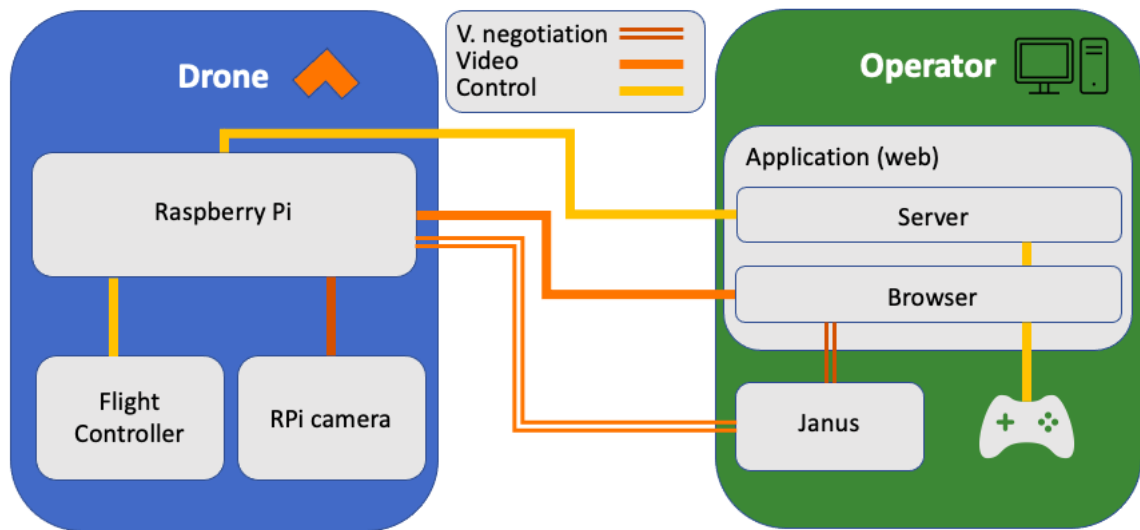 Drone
V. negotiation
Video
Control
Operator
Application (web)
Raspberry Pi
Server
Browser
Flight
Controller
RPi camera
Janus